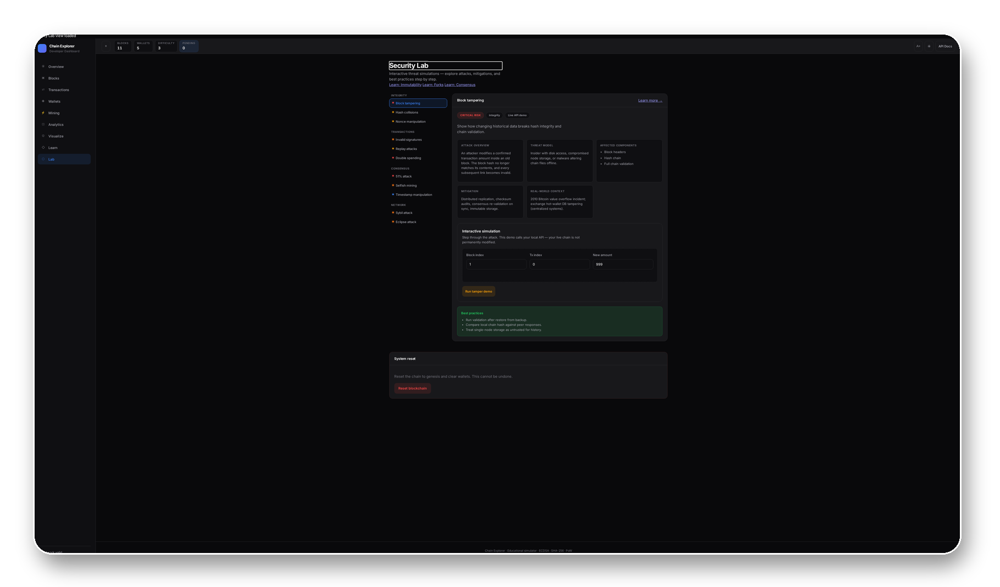 Lab view loaded
Chain Explorer
Developer Dashboard
Overview
Blocks
Transactions
Wallets
Mining
Analytics
Visualize
Learn
Lab
BLOCKS
11
WALLETS
5
DIFFICULTY
3
PENDING
0
A+
API Docs
Security Lab
Interactive threat simulations — explore attacks, mitigations, and
best practices step by step.
Learn: Immutability Learn: Forks Learn: Consensus
INTEGRITY
Block tampering
Hash collisions
Nonce manipulation
TRANSACTIONS
Invalid signatures
Replay attacks
Double spending
CONSENSUS
51% attack
Selfish mining
Timestamp manipulation
NETWORK
Sybil attack
Eclipse attack
Block tampering
Learn more →
CRITICAL RISK
integrity
Live API demo
Show how changing historical data breaks hash integrity and
chain validation.
ATTACK OVERVIEW
An attacker modifies a confirmed
transaction amount inside an old
block. The block hash no longer
matches its contents, and every
subsequent link becomes invalid.
THREAT MODEL
Insider with disk access, compromised
node storage, or malware altering
chain files offline.
AFFECTED COMPONENTS
• Block headers
• Hash chain
• Full chain validation
MITIGATION
Distributed replication, checksum
audits, consensus re-validation on
sync, immutable storage.
REAL-WORLD CONTEXT
2010 Bitcoin value overflow incident;
exchange hot-wallet DB tampering
(centralized systems).
Interactive simulation
Step through the attack. This demo calls your local API — your live chain is not
permanently modified.
Block index
1
Tx index
0
New amount
999
Run tamper demo
Best practices
• Run validation after restore from backup.
• Compare local chain hash against peer responses.
• Treat single-node storage as untrusted for history.
System reset
Reset the chain to genesis and clear wallets. This cannot be undone.
Reset blockchain
Chain Explorer · Educational simulator · ECDSA · SHA-256 · PoW